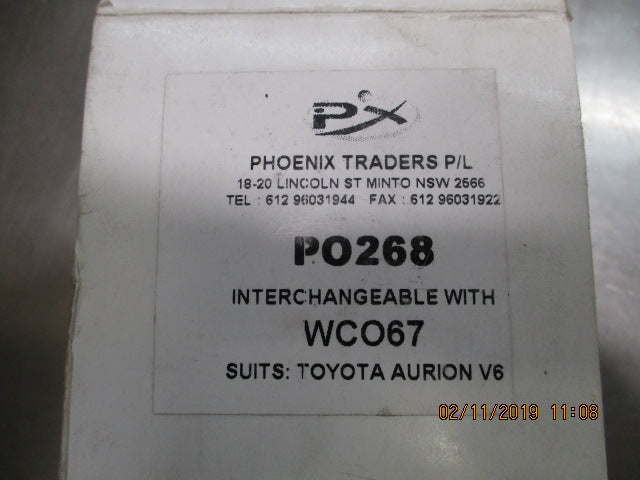 PX
PHOENIX TRADERS P/L
18-20 LINCOLN ST MINTO NSW 2566
TEL : 612 96031944 FAX : 612 96031922
PO268
INTERCHANGEABLE WITH
WCO67
SUITS: TOYOTA AURION V6
02/11/2019 11:08